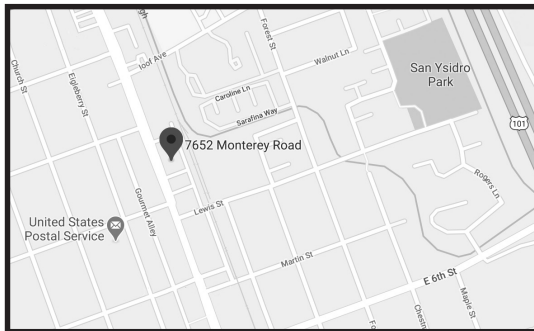 Church St
Eigleberry St
Ioof Ave
Forest St
Walnut Ln
Caroline Ln
Sarafina Way
San Ysidro
Park
101
7652 Monterey Road
Rogers Ln
Gourmet Alley
Lewis St
United States
Postal Service
Martin St
E 6th St
Maple St